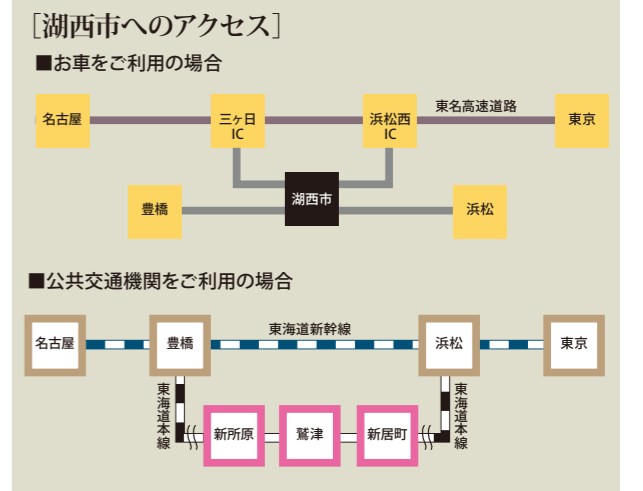 [湖西市へのアクセス]
■お車をご利用の場合
東名高速道路
名古屋
三ヶ日
IC
浜松西
IC
東京
湖西市
豊橋
浜松
■公共交通機関をご利用の場合
東海道新幹線
名古屋
豊橋
浜松
東京
東海道本線
東海道本線
新所原
鷲津
新居町